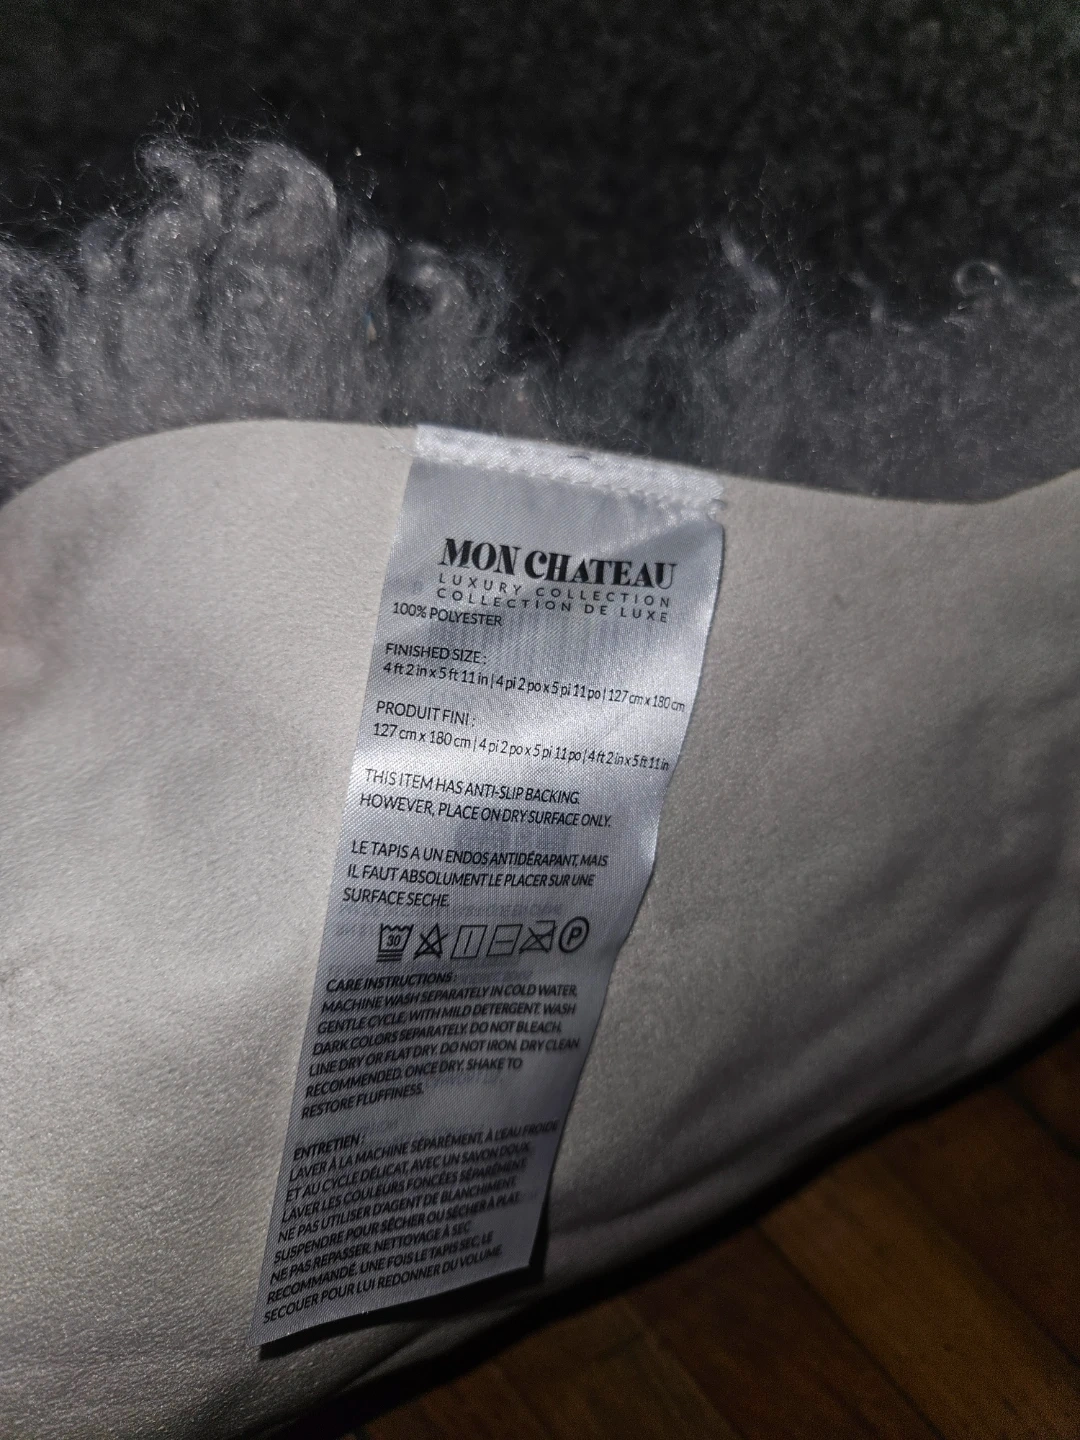 MON CHATEAU
LUXURY COLLECTION
COLLECTION DE LUXE
100% POLYESTER
FINISHED SIZE :
4 ft 2 in x 5 ft 11 in | 4 pi 2 po x 5 pi 11 po | 127 cm x 180 cm
PRODUIT FINI :
127 cm x 180 cm | 4 pi 2 po x 5 pi 11 po | 4 ft 2 in x 5 ft 11 in
THIS ITEM HAS ANTI-SLIP BACKING.
HOWEVER, PLACE ON DRY SURFACE ONLY.
LE TAPIS A UN ENDOS ANTIDÉRAPANT, MAIS
IL FAUT ABSOLUMENT LE PLACER SUR UNE
SURFACE SECHE.
30 P
CARE INSTRUCTIONS :
MACHINE WASH SEPARATELY IN COLD WATER,
GENTLE CYCLE, WITH MILD DETERGENT. WASH
DARK COLORS SEPARATELY. DO NOT BLEACH.
LINE DRY OR FLAT DRY. DO NOT IRON. DRY CLEAN
RECOMMENDED. ONCE DRY, SHAKE TO
RESTORE FLUFFINESS.
ENTRETIEN :
LAVER À LA MACHINE SÉPARÉMENT, À L'EAU FROIDE
ET AU CYCLE DÉLICAT, AVEC UN SAVON DOUX.
LAVER LES COULEURS FONCÉES SÉPARÉMENT.
NE PAS UTILISER D'AGENT DE BLANCHIMENT.
SUSPENDRE POUR SÉCHER OU SÉCHER À PLAT.
NE PAS REPASSER. NETTOYAGE À SEC
RECOMMANDÉ. UNE FOIS LE TAPIS SEC, LE
SECOUER POUR LUI REDONNER DU VOLUME.